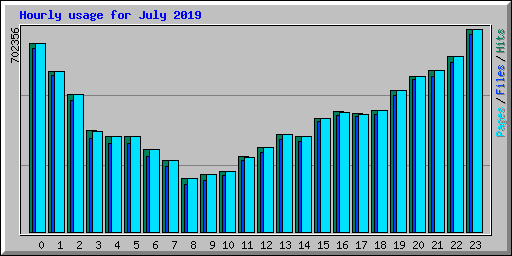 Hourly usage for July 2019
702356
Pages/Files/Hits
0 1 2 3 4 5 6 7 8 9 10 11 12 13 14 15 16 17 18 19 20 21 22 23